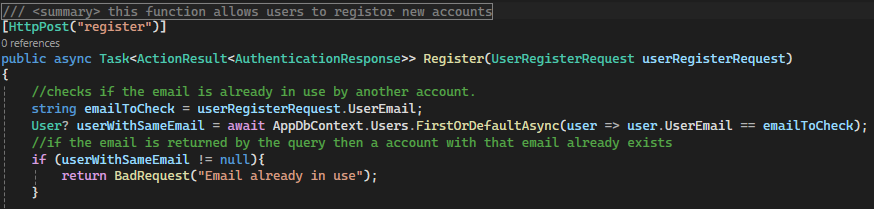 /// <summary> this function allows users to registor new accounts
[HttpPost("register")]
0 references
public async Task<ActionResult<AuthenticationResponse>> Register(UserRegisterRequest userRegisterRequest)
{
//checks if the email is already in use by another account.
string emailToCheck = userRegisterRequest.UserEmail;
User? userWithSameEmail = await AppDbContext.Users.FirstOrDefaultAsync(user => user.UserEmail == emailToCheck);
//if the email is returned by the query then a account with that email already exists
if (userWithSameEmail != null){
return BadRequest("Email already in use");
}